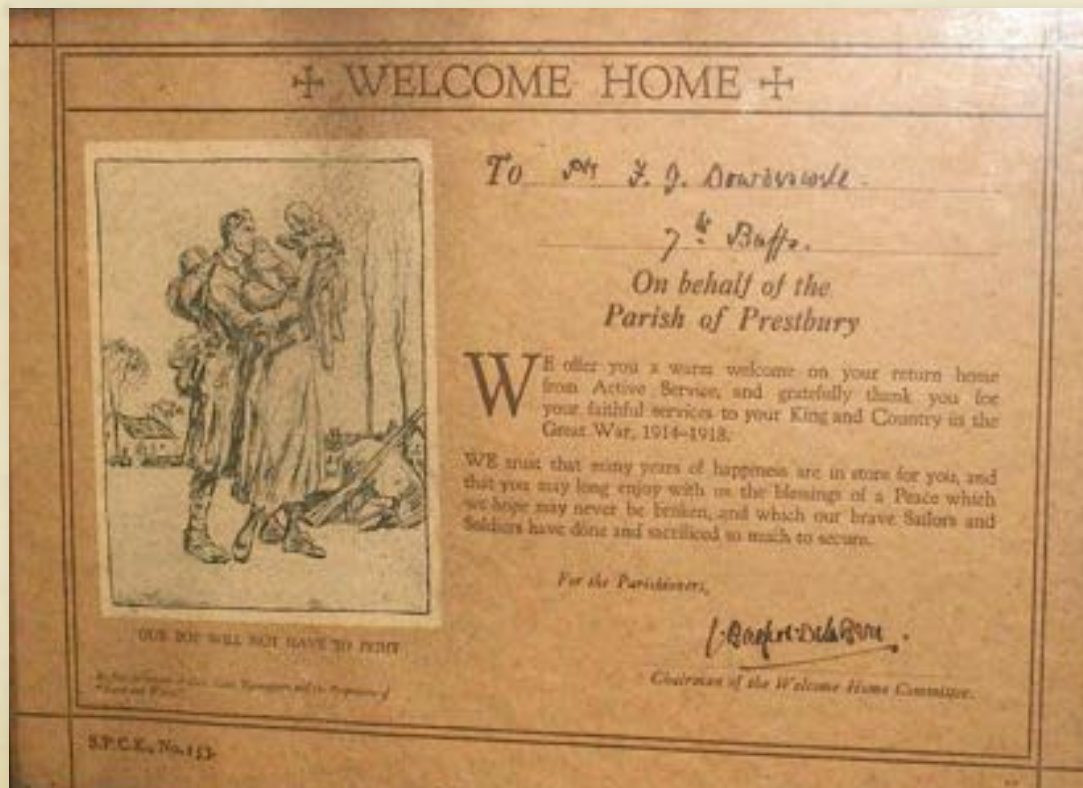 ✠ WELCOME HOME ✠
To F. J.
7th Buffs.
On behalf of the
Parish of Prestbury
WE offer you a warm welcome on your return home
from Active Service, and gratefully thank you for
your faithful services to your King and Country in the
Great War, 1914–1918.
WE trust that many years of happiness are in store for you, and
that you may long enjoy with us the blessings of a Peace which
we hope may never be broken, and which our brave Sailors and
Soldiers have done and sacrificed so much to secure.
For the Parishioners,
Chairman of the Welcome Home Committee.
OUR BOY WILL NOT HAVE TO FIGHT
By and the Proprietors of
S.P.C.K., No. 153.